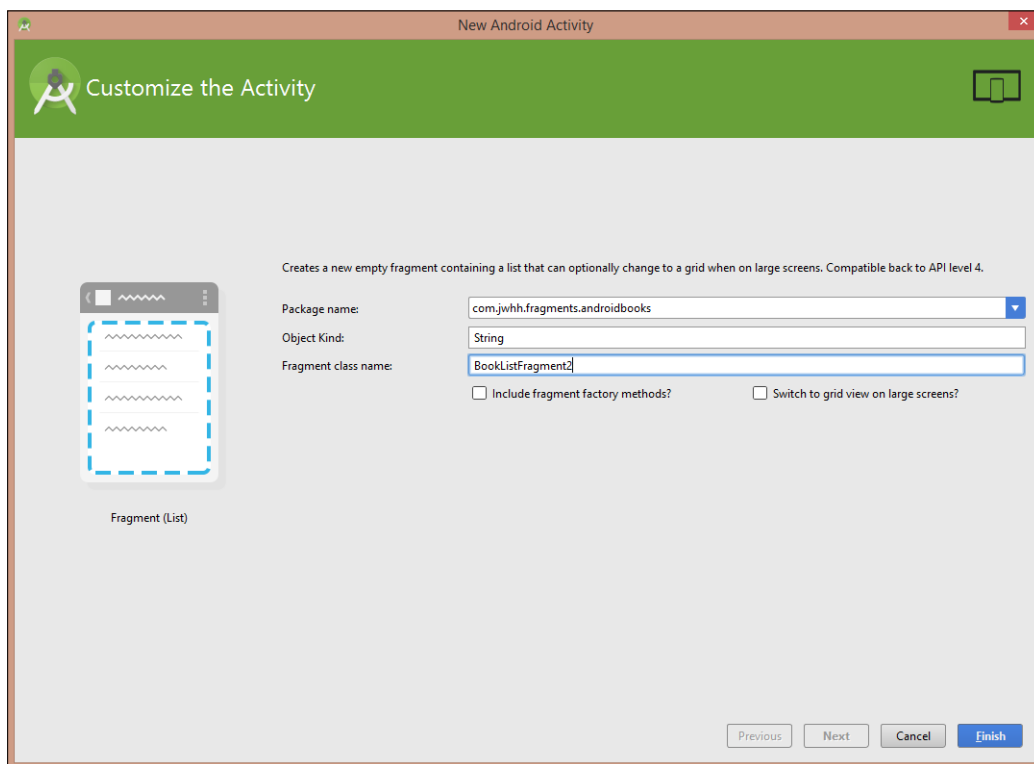 New Android Activity
Customize the Activity
Creates a new empty fragment containing a list that can optionally change to a grid when on large screens. Compatible back to API level 4.
Package name:
com.jwhh.fragments.androidbooks
Object Kind:
String
Fragment class name:
BookListFragment2
Include fragment factory methods?
Switch to grid view on large screens?
Fragment (List)
Previous
Next
Cancel
Finish